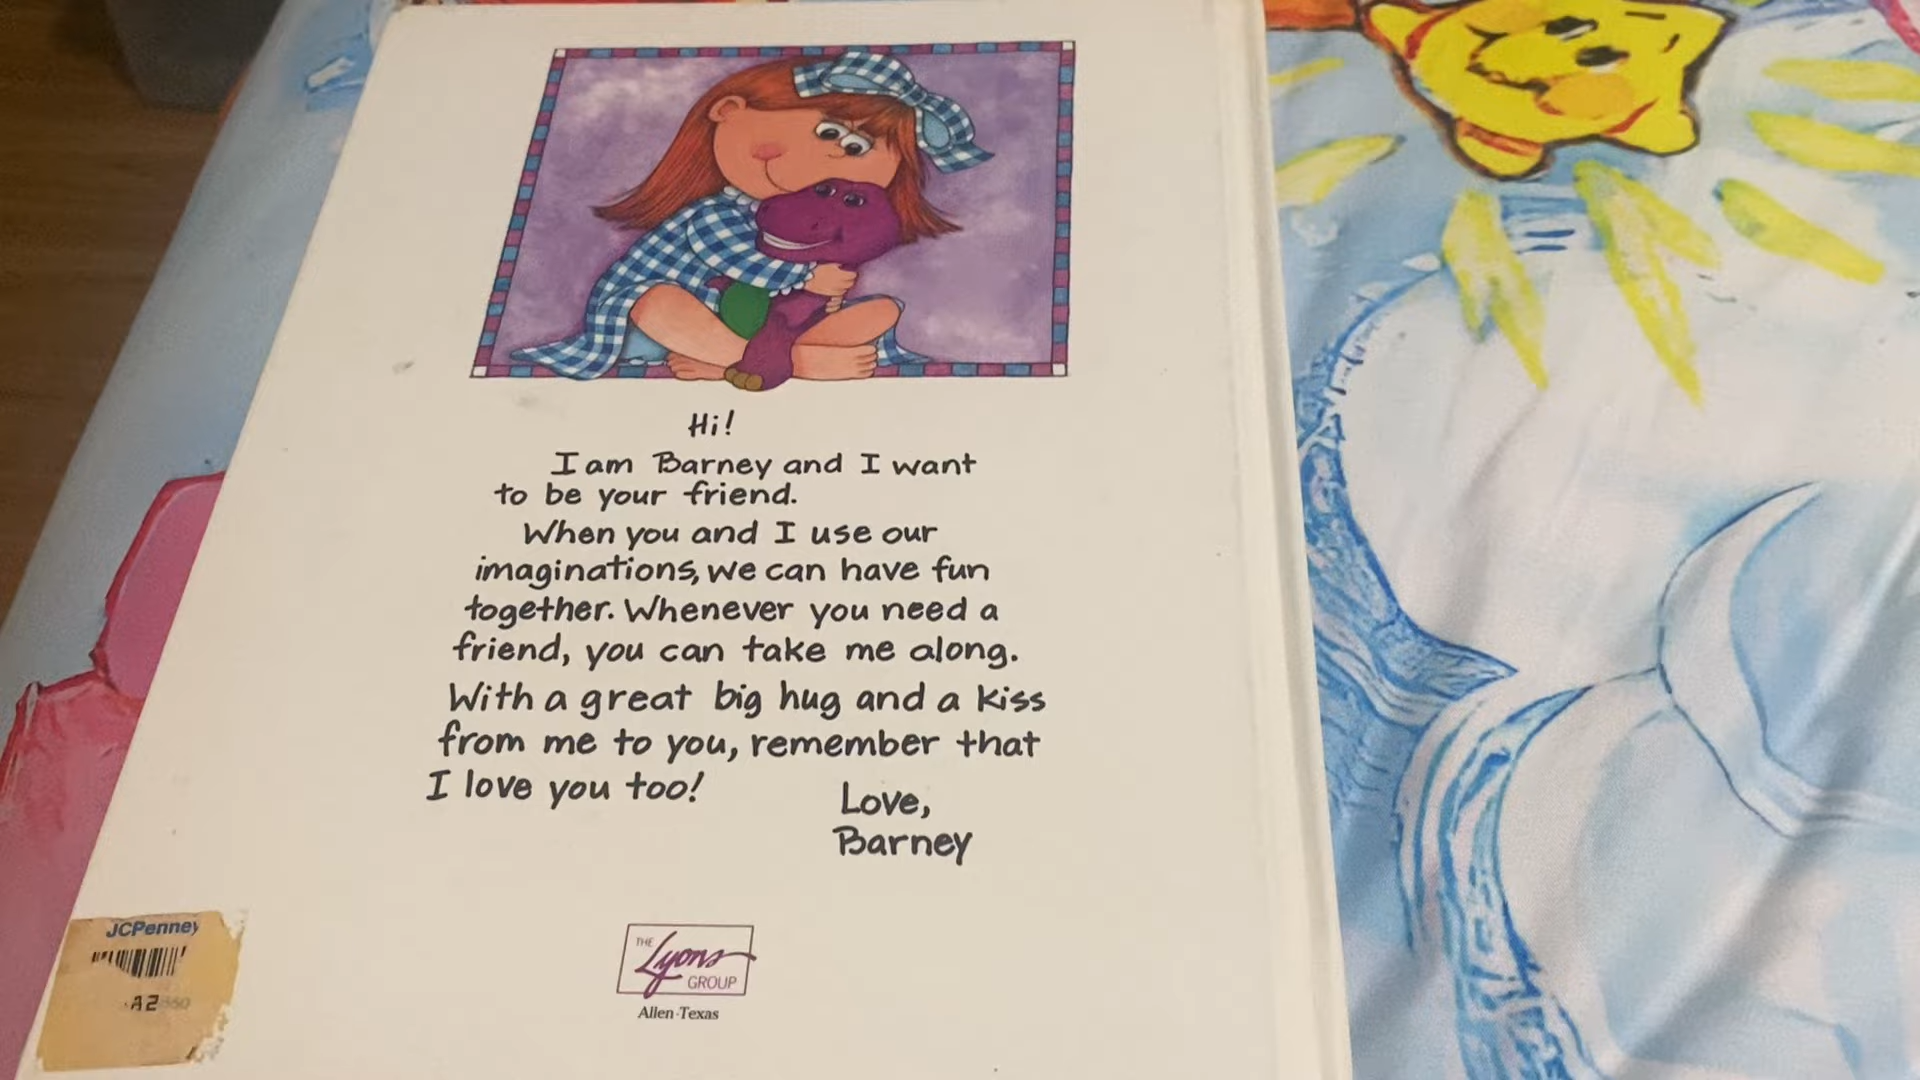 Hi!
I am Barney and I want
to be your friend.
When you and I use our
imaginations, we can have fun
together. Whenever you need a
friend, you can take me along.
With a great big hug and a kiss
from me to you, remember that
I love you too!
Love,
Barney
JCPenney
A2
THE
Lyons
GROUP
Allen · Texas